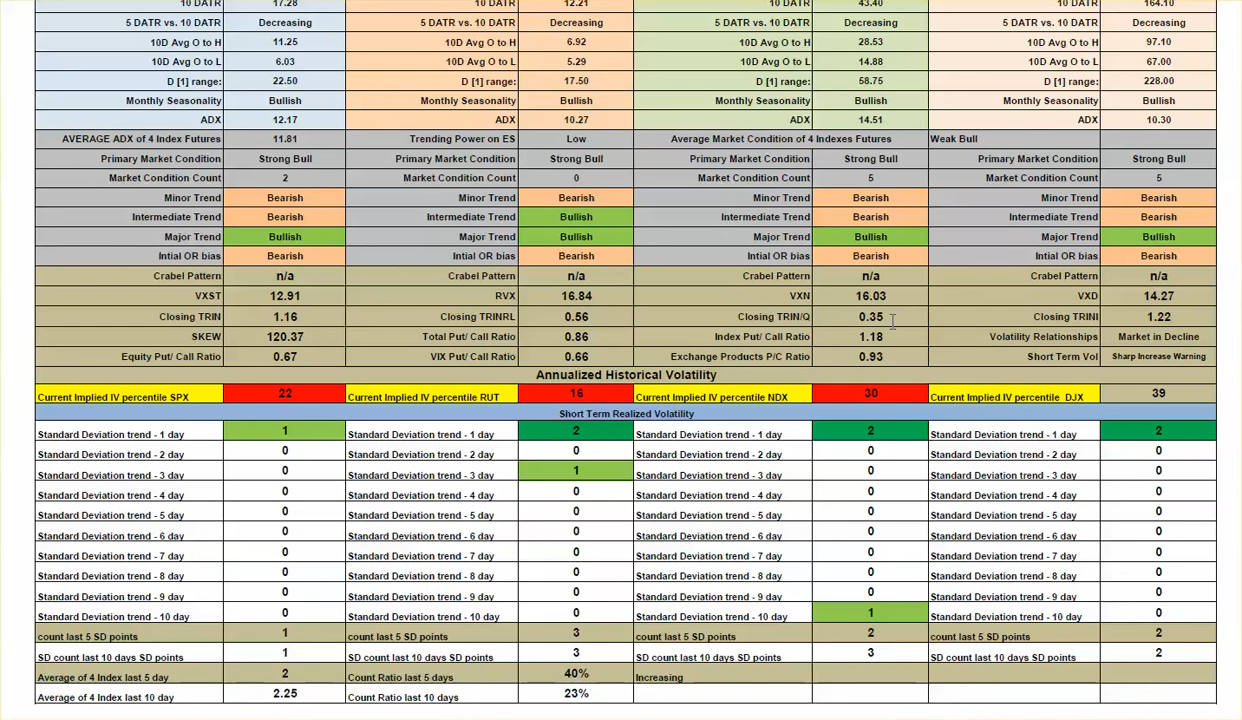 10 DATR 17.28 10 DATR 12.21 10 DATR 43.40 10 DATR 164.10
5 DATR vs. 10 DATR Decreasing 5 DATR vs. 10 DATR Decreasing 5 DATR vs. 10 DATR Decreasing 5 DATR vs. 10 DATR Decreasing
10D Avg O to H 11.25 10D Avg O to H 6.92 10D Avg O to H 28.53 10D Avg O to H 97.10
10D Avg O to L 6.03 10D Avg O to L 5.29 10D Avg O to L 14.88 10D Avg O to L 67.00
D [1] range: 22.50 D [1] range: 17.50 D [1] range: 58.75 D [1] range: 228.00
Monthly Seasonality Bullish Monthly Seasonality Bullish Monthly Seasonality Bullish Monthly Seasonality Bullish
ADX 12.17 ADX 10.27 ADX 14.51 ADX 10.30
AVERAGE ADX of 4 Index Futures 11.81 Trending Power on ES Low Average Market Condition of 4 Indexes Futures Weak Bull
Primary Market Condition Strong Bull Primary Market Condition Strong Bull Primary Market Condition Strong Bull Primary Market Condition Strong Bull
Market Condition Count 2 Market Condition Count 0 Market Condition Count 5 Market Condition Count 5
Minor Trend Bearish Minor Trend Bearish Minor Trend Bearish Minor Trend Bearish
Intermediate Trend Bearish Intermediate Trend Bullish Intermediate Trend Bearish Intermediate Trend Bearish
Major Trend Bullish Major Trend Bullish Major Trend Bullish Major Trend Bullish
Intial OR bias Bearish Intial OR bias Bearish Intial OR bias Bearish Intial OR bias Bearish
Crabel Pattern n/a Crabel Pattern n/a Crabel Pattern n/a Crabel Pattern n/a
VXST 12.91 RVX 16.84 VXN 16.03 VXD 14.27
Closing TRIN 1.16 Closing TRINRL 0.56 Closing TRIN/Q 0.35 Closing TRINI 1.22
SKEW 120.37 Total Put/ Call Ratio 0.86 Index Put/ Call Ratio 1.18 Volatility Relationships Market in Decline
Equity Put/ Call Ratio 0.67 VIX Put/ Call Ratio 0.66 Exchange Products P/C Ratio 0.93 Short Term Vol Sharp Increase Warning
Annualized Historical Volatility
Current Implied IV percentile SPX 22 Current Implied IV percentile RUT 16 Current Implied IV percentile NDX 30 Current Implied IV percentile DJX 39
Short Term Realized Volatility
Standard Deviation trend - 1 day 1 Standard Deviation trend - 1 day 2 Standard Deviation trend - 1 day 2 Standard Deviation trend - 1 day 2
Standard Deviation trend - 2 day 0 Standard Deviation trend - 2 day 0 Standard Deviation trend - 2 day 0 Standard Deviation trend - 2 day 0
Standard Deviation trend - 3 day 0 Standard Deviation trend - 3 day 1 Standard Deviation trend - 3 day 0 Standard Deviation trend - 3 day 0
Standard Deviation trend - 4 day 0 Standard Deviation trend - 4 day 0 Standard Deviation trend - 4 day 0 Standard Deviation trend - 4 day 0
Standard Deviation trend - 5 day 0 Standard Deviation trend - 5 day 0 Standard Deviation trend - 5 day 0 Standard Deviation trend - 5 day 0
Standard Deviation trend - 6 day 0 Standard Deviation trend - 6 day 0 Standard Deviation trend - 6 day 0 Standard Deviation trend - 6 day 0
Standard Deviation trend - 7 day 0 Standard Deviation trend - 7 day 0 Standard Deviation trend - 7 day 0 Standard Deviation trend - 7 day 0
Standard Deviation trend - 8 day 0 Standard Deviation trend - 8 day 0 Standard Deviation trend - 8 day 0 Standard Deviation trend - 8 day 0
Standard Deviation trend - 9 day 0 Standard Deviation trend - 9 day 0 Standard Deviation trend - 9 day 0 Standard Deviation trend - 9 day 0
Standard Deviation trend - 10 day 0 Standard Deviation trend - 10 day 0 Standard Deviation trend - 10 day 1 Standard Deviation trend - 10 day 0
count last 5 SD points 1 count last 5 SD points 3 count last 5 SD points 2 count last 5 SD points 2
SD count last 10 days SD points 1 SD count last 10 days SD points 3 SD count last 10 days SD points 3 SD count last 10 days SD points 2
Average of 4 Index last 5 day 2 Count Ratio last 5 days 40% Increasing
Average of 4 Index last 10 day 2.25 Count Ratio last 10 days 23%